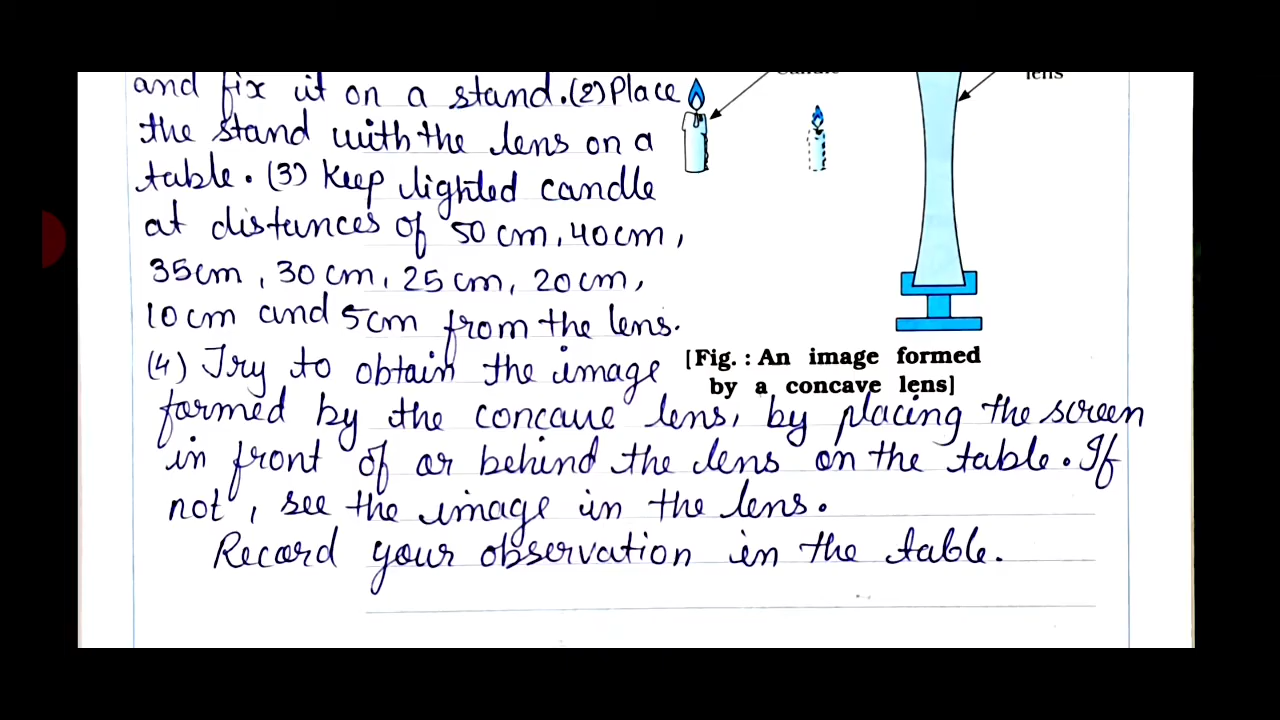 and fix it on a stand. (2) Place
the stand with the lens on a
table. (3) Keep lighted candle
at distances of 50 cm, 40 cm,
35 cm, 30 cm, 25 cm, 20 cm,
10 cm and 5 cm from the lens.
(4) Try to obtain the image
formed by the concave lens, by placing the screen
in front of or behind the lens on the table. If
not, see the image in the lens.
Record your observation in the table.
Candle
lens
[Fig. : An image formed
by a concave lens]